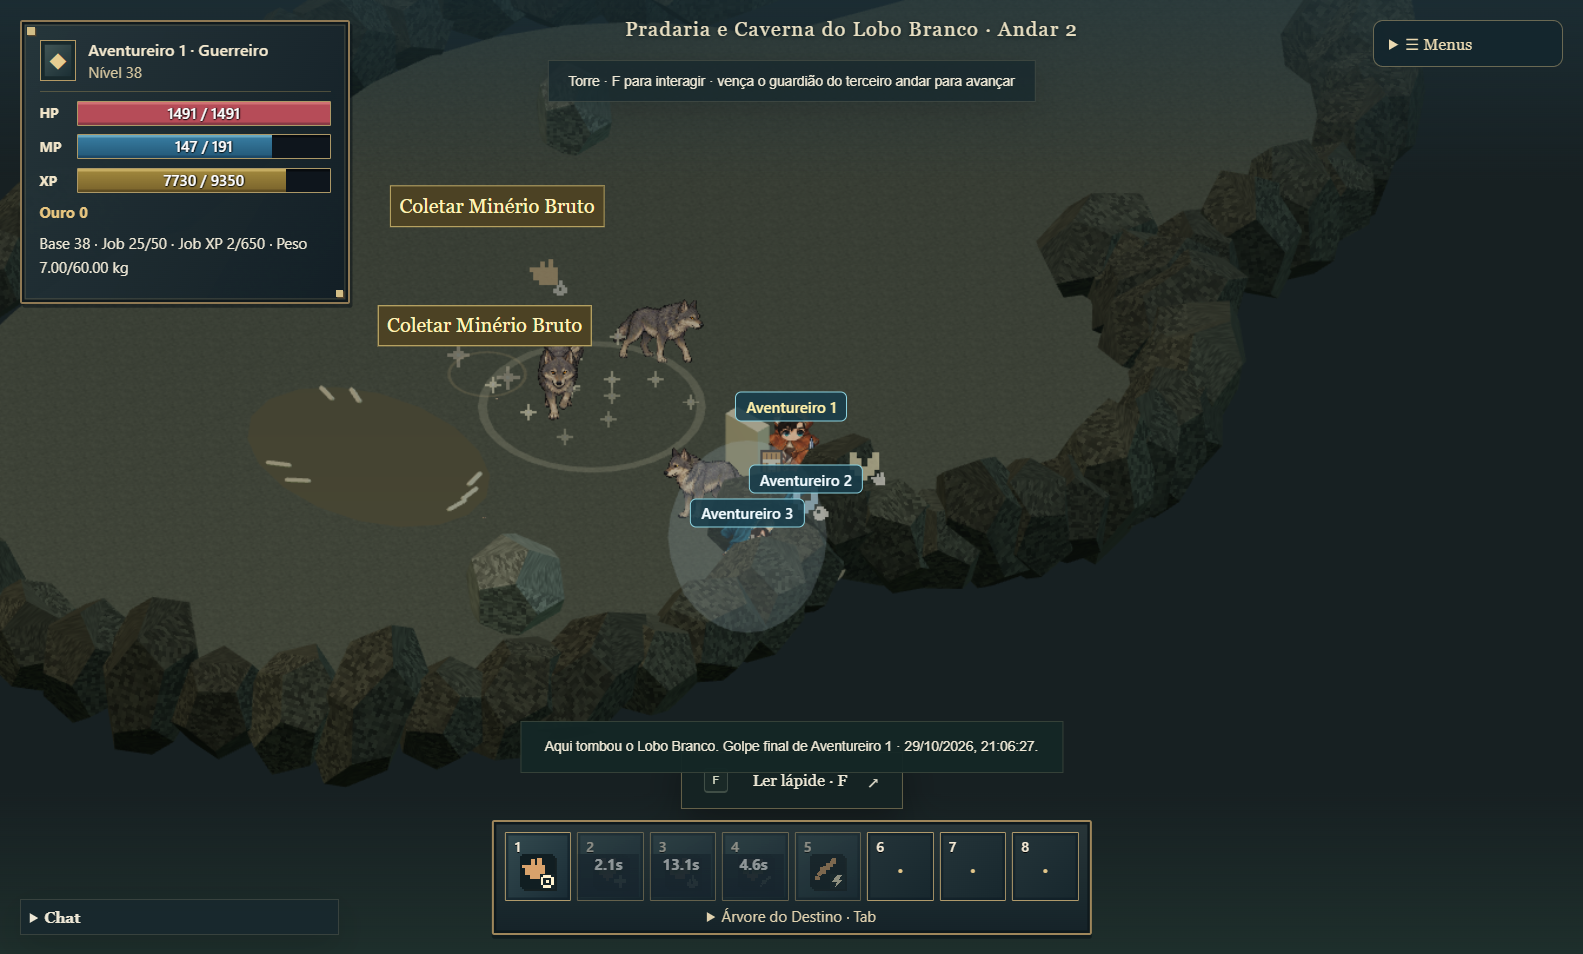 Pradaria e Caverna do Lobo Branco · Andar 2
Torre · F para interagir · vença o guardião do terceiro andar para avançar
Aventureiro 1 · Guerreiro
Nível 38
HP 1491 / 1491
MP 147 / 191
XP 7730 / 9350
Ouro 0
Base 38 · Job 25/50 · Job XP 2/650 · Peso
7.00/60.00 kg
☰ Menus
Coletar Minério Bruto
Coletar Minério Bruto
Aventureiro 1
Aventureiro 2
Aventureiro 3
Aqui tombou o Lobo Branco. Golpe final de Aventureiro 1 · 29/10/2026, 21:06:27.
F Ler lápide · F ↗
1 2 3 4 5 6 7 8
2.1s 13.1s 4.6s
Árvore do Destino · Tab
Chat